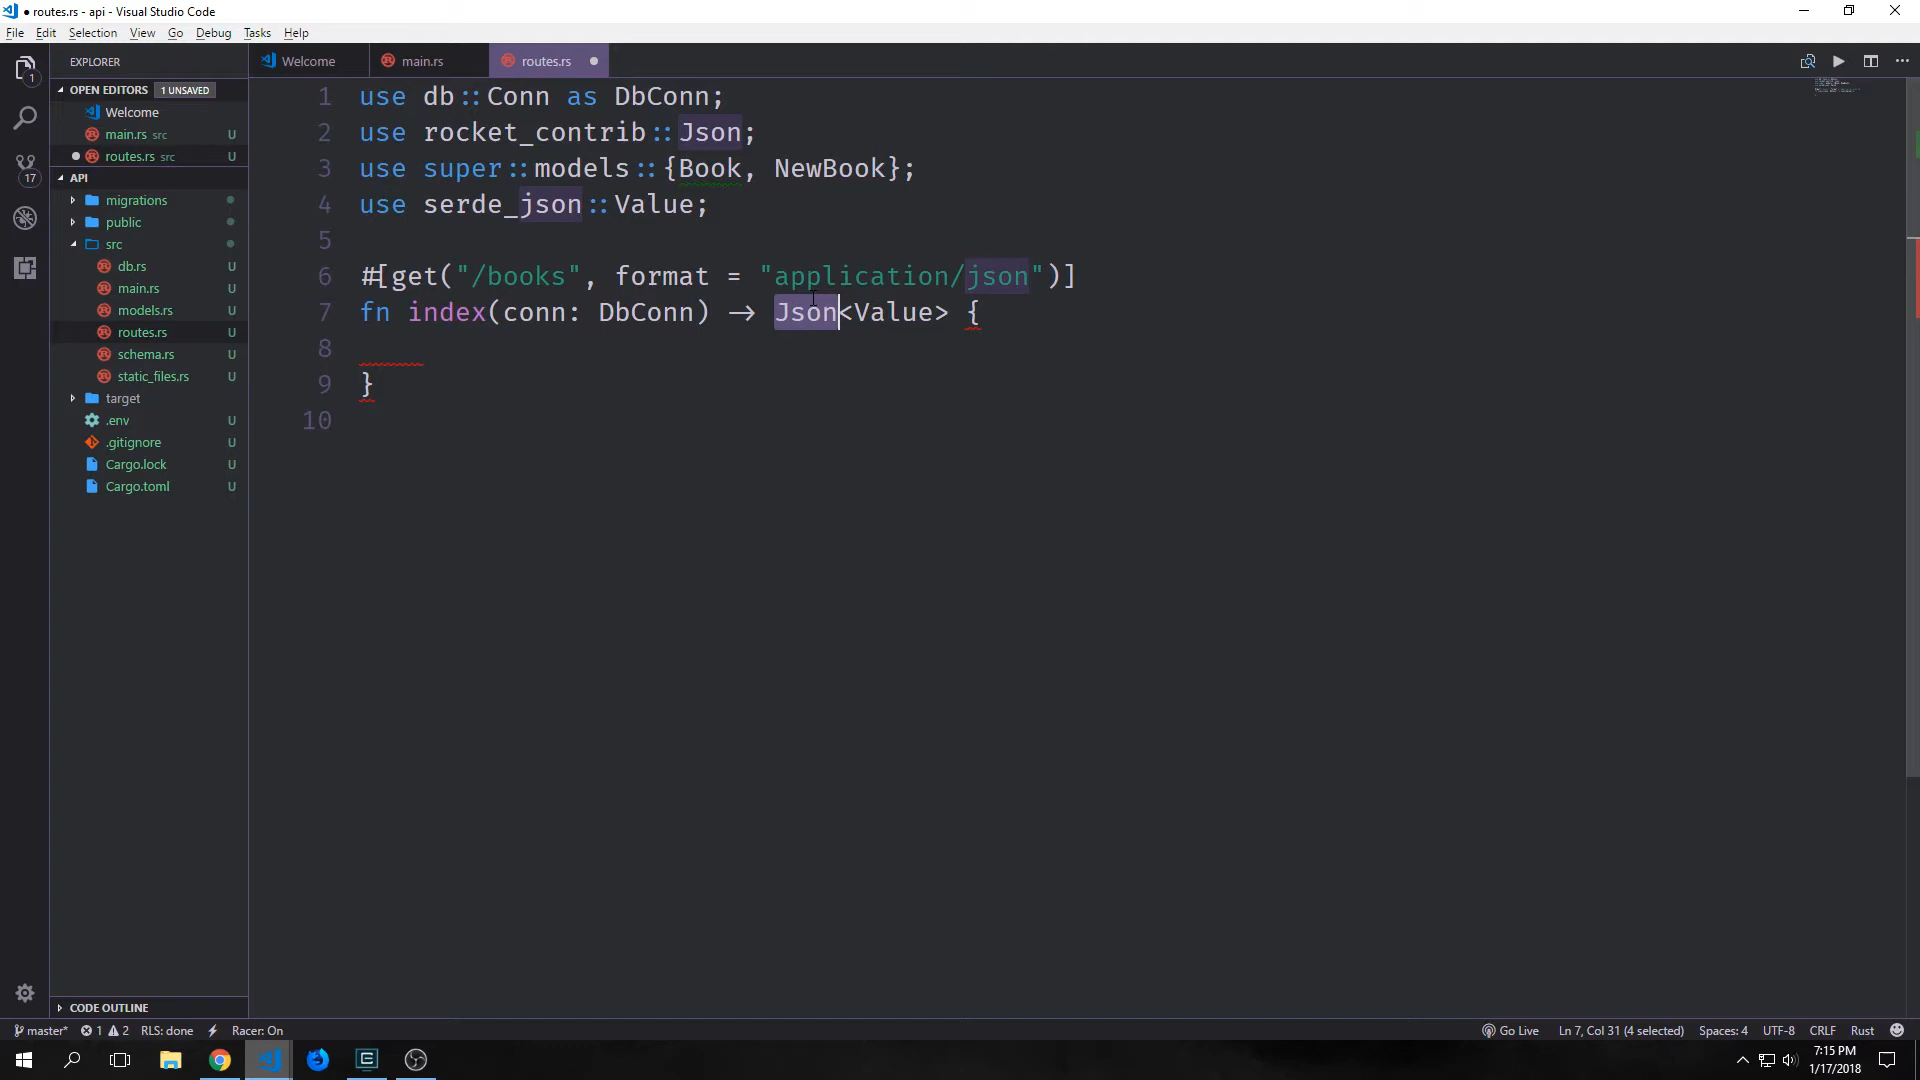 ● routes.rs - api - Visual Studio Code
File Edit Selection View Go Debug Tasks Help
EXPLORER
Welcome
main.rs
routes.rs ●
OPEN EDITORS 1 UNSAVED
Welcome
main.rs src U
routes.rs src U
API
migrations
public
src
db.rs U
main.rs U
models.rs U
routes.rs U
schema.rs U
static_files.rs U
target
.env U
.gitignore U
Cargo.lock U
Cargo.toml U
CODE OUTLINE
1
17
1 use db::Conn as DbConn;
2 use rocket_contrib::Json;
3 use super::models::{Book, NewBook};
4 use serde_json::Value;
5
6 #[get("/books", format = "application/json")]
7 fn index(conn: DbConn) -> Json<Value> {
8
9 }
10
master* 1 2 RLS: done Racer: On
Go Live Ln 7, Col 31 (4 selected) Spaces: 4 UTF-8 CRLF Rust
7:15 PM
1/17/2018